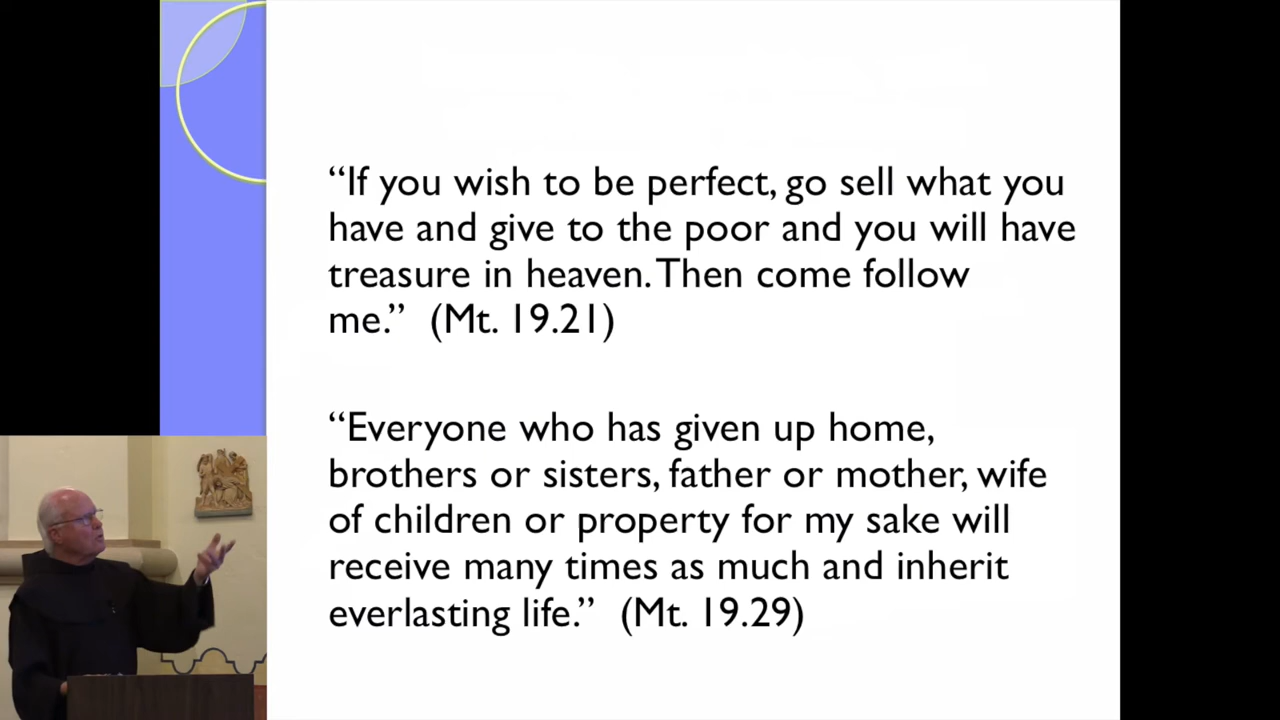 “If you wish to be perfect, go sell what you
have and give to the poor and you will have
treasure in heaven. Then come follow
me.”  (Mt. 19.21)
“Everyone who has given up home,
brothers or sisters, father or mother, wife
of children or property for my sake will
receive many times as much and inherit
everlasting life.”  (Mt. 19.29)